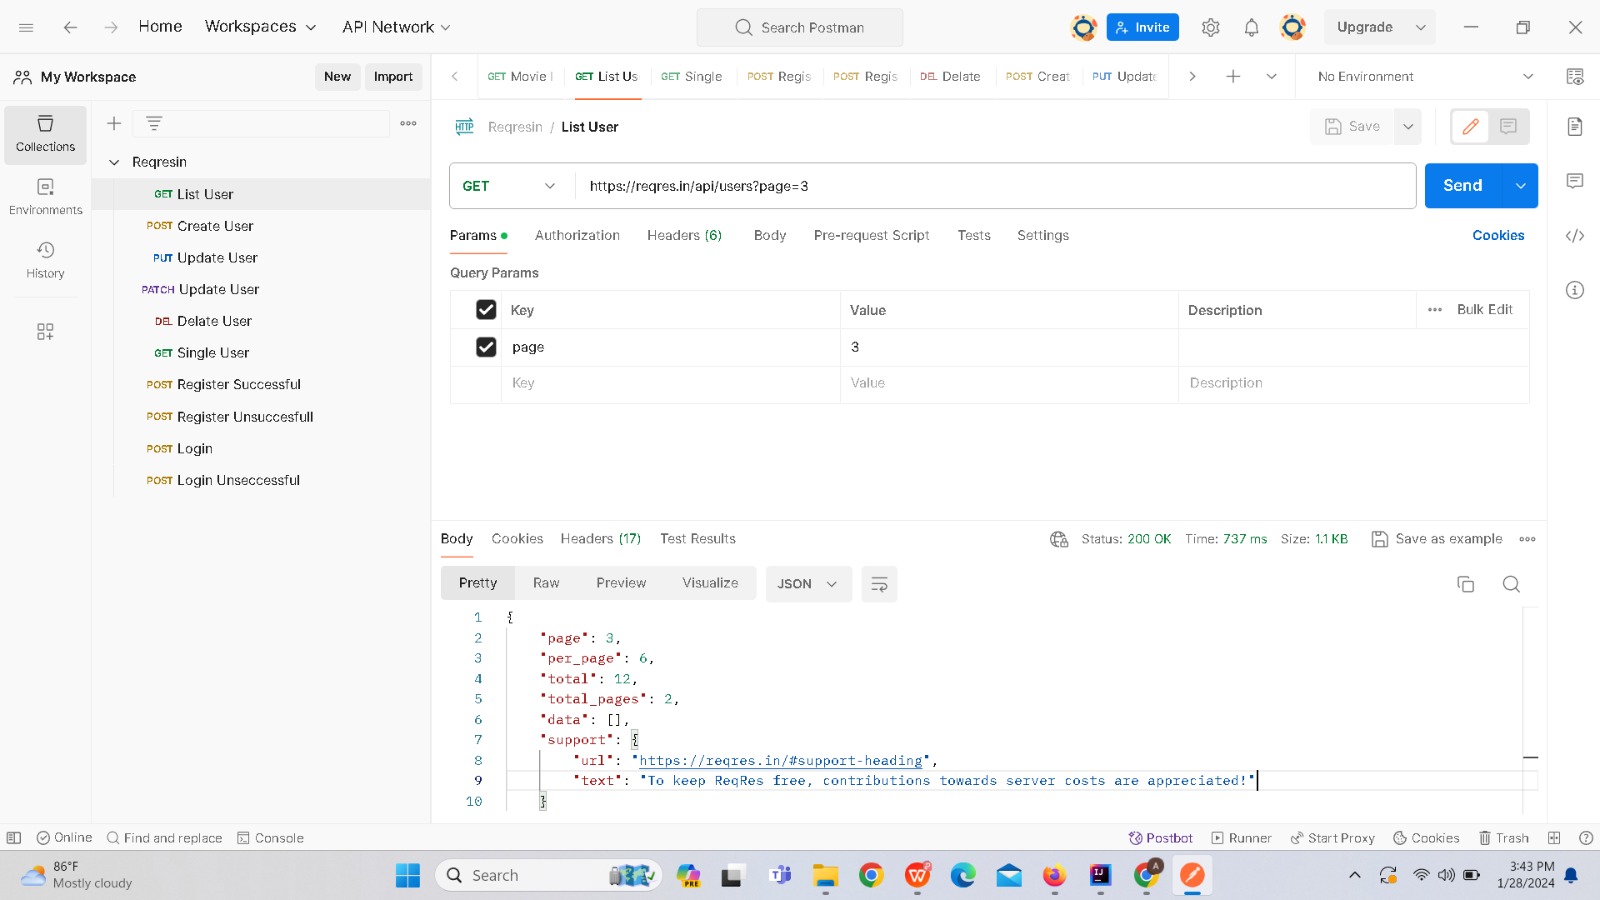 Home
Workspaces
API Network
Search Postman
Invite
Upgrade
My Workspace
New
Import
GET Movie
GET List Us
GET Single
POST Regis
POST Regis
DEL Delate
POST Creat
PUT Update
No Environment
Collections
Environments
History
Reqresin
GET List User
POST Create User
PUT Update User
PATCH Update User
DEL Delate User
GET Single User
POST Register Successful
POST Register Unsuccesfull
POST Login
POST Login Unseccessful
HTTP Reqresin / List User
Save
GET
https://reqres.in/api/users?page=3
Send
Params
Authorization
Headers (6)
Body
Pre-request Script
Tests
Settings
Cookies
Query Params
Key
Value
Description
Bulk Edit
page
3
Key
Value
Description
Body
Cookies
Headers (17)
Test Results
Status: 200 OK
Time: 737 ms
Size: 1.1 KB
Save as example
Pretty
Raw
Preview
Visualize
JSON
1 {
2 "page": 3,
3 "per_page": 6,
4 "total": 12,
5 "total_pages": 2,
6 "data": [],
7 "support": {
8 "url": "https://reqres.in/#support-heading",
9 "text": "To keep ReqRes free, contributions towards server costs are appreciated!"
10 }
Online
Find and replace
Console
Postbot
Runner
Start Proxy
Cookies
Trash
86°F
Mostly cloudy
Search
PRE
3:43 PM
1/28/2024